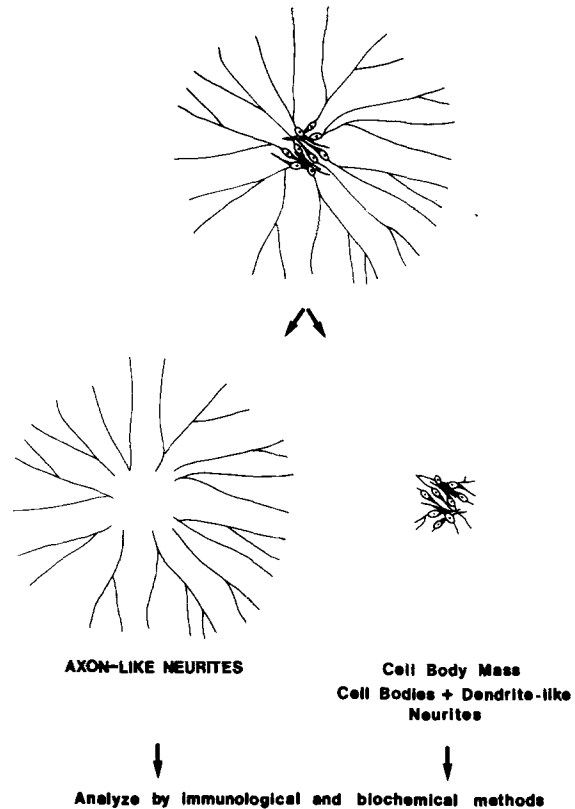 AXON-LIKE NEURITES
Cell Body Mass
Cell Bodies + Dendrite-like
Neurites
Analyze by immunological and biochemical methods